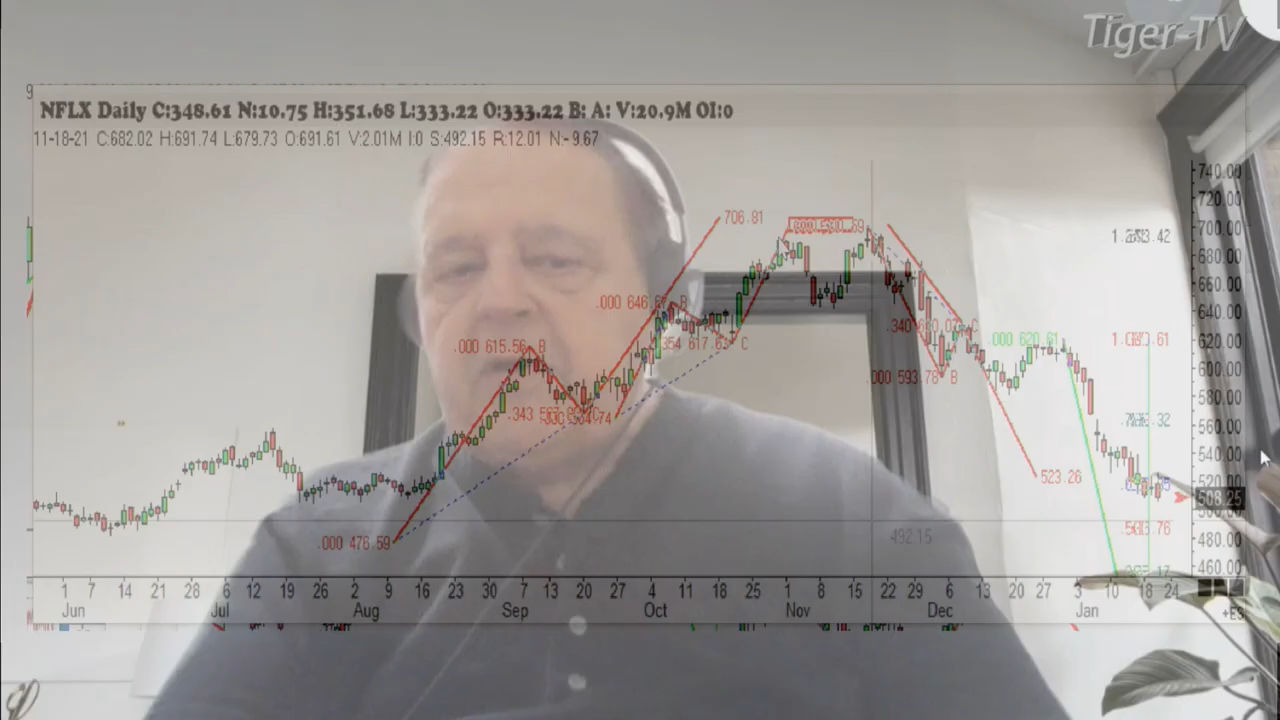 Tiger-TV
NFLX Daily C:348.61 N:10.75 H:351.68 L:333.22 O:333.22 B: A: V:20.9M OI:0
11-18-21 C:682.02 H:691.74 L:679.73 O:691.61 V:2.01M I:0 S:492.15 R:12.01 N:-9.67
740.00
706.81
720.00
700.00
680.00
660.00
.000 646. B
640.00
.000 615.56 B
C
.000 620.61
620.00
600.00
.000 593.78 B
580.00
560.00
540.00
523.26
520.00
508.25
500.00
492.15
.000 476.59
480.00
460.00
1 7 14 21 28 6 12 19 26 2 9 16 23 30 7 13 20 27 4 11 18 25 1 8 15 22 29 6 13 20 27 3 10 18 24
Jun Jul Aug Sep Oct Nov Dec Jan
+ES